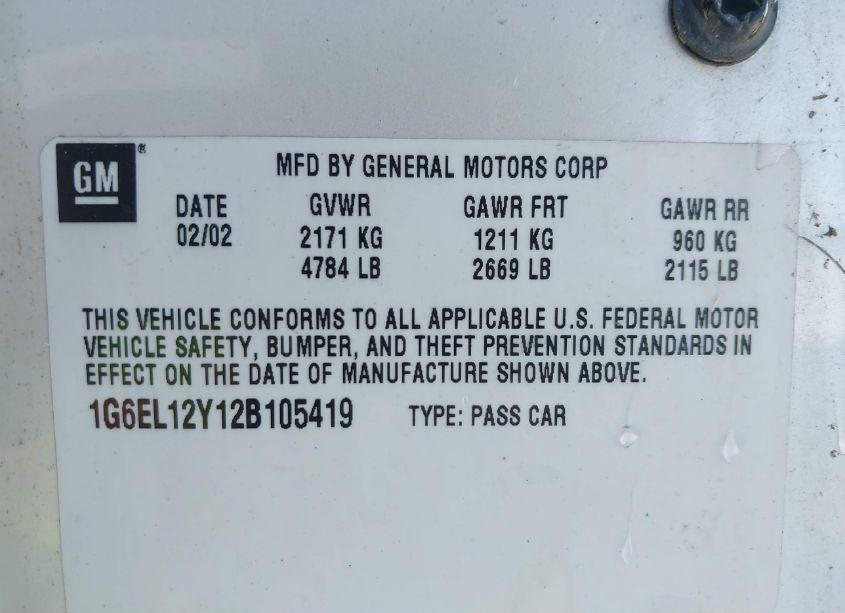 GM®
MFD BY GENERAL MOTORS CORP
DATE GVWR GAWR FRT GAWR RR
02/02 2171 KG 1211 KG 960 KG
4784 LB 2669 LB 2115 LB
THIS VEHICLE CONFORMS TO ALL APPLICABLE U.S. FEDERAL MOTOR
VEHICLE SAFETY, BUMPER, AND THEFT PREVENTION STANDARDS IN
EFFECT ON THE DATE OF MANUFACTURE SHOWN ABOVE.
1G6EL12Y12B105419 TYPE: PASS CAR